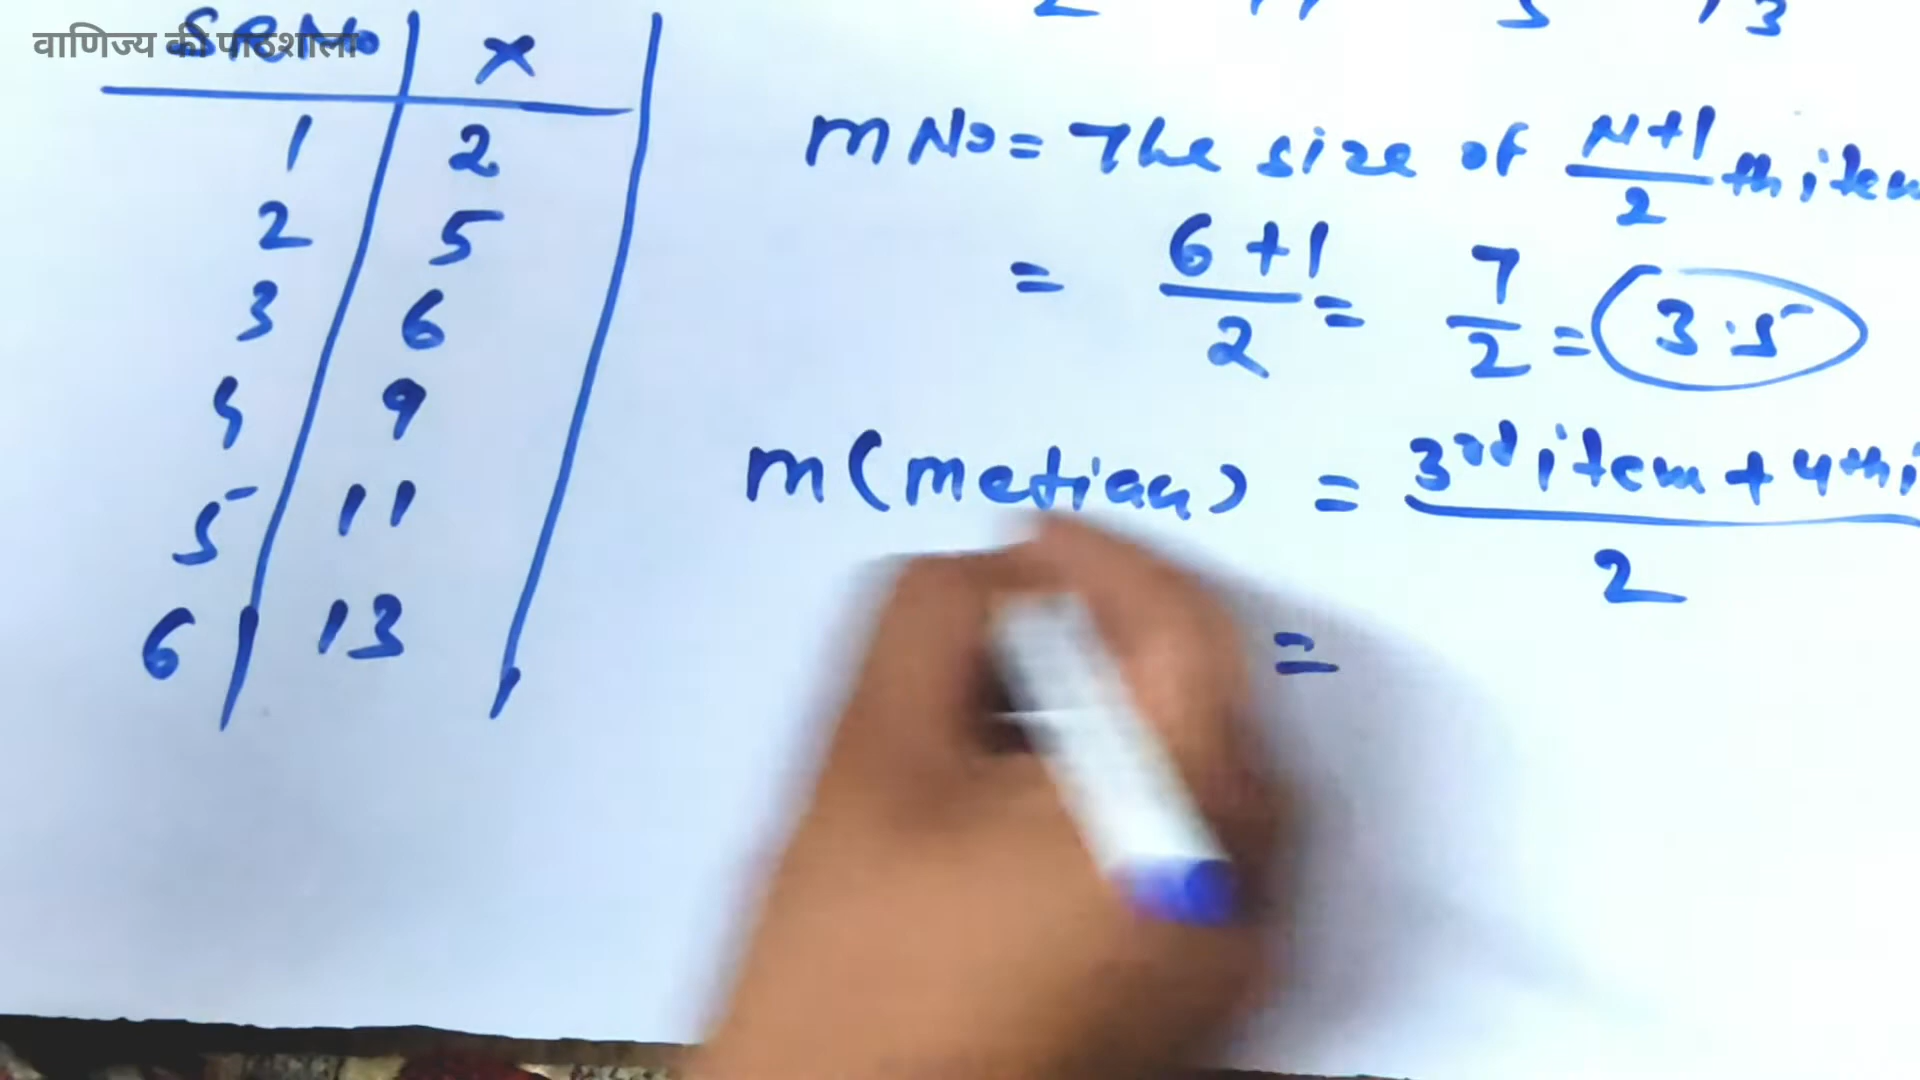 वाणिज्य की पाठशाला
Sr.No x
1 2
2 5
3 6
4 9
5 11
6 13
M No = The size of N+1/2 th item
= 6+1/2 = 7/2 = 3.5
M (Median) = 3rd item + 4th i
2
=